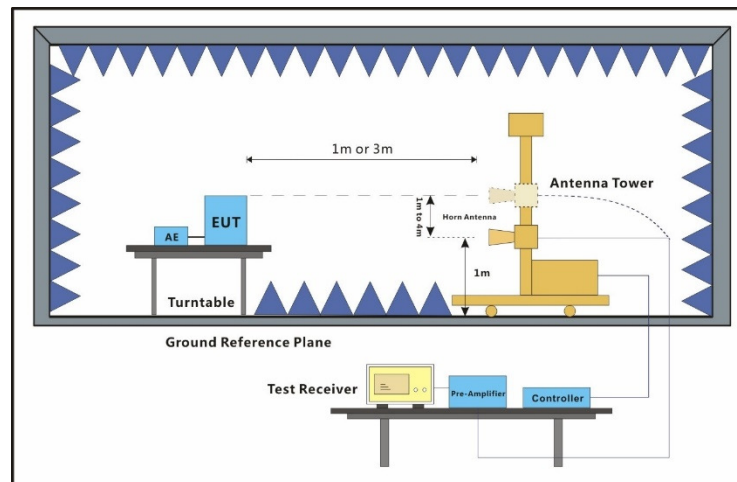 1m or 3m
Antenna Tower
1m to 4m
Horn Antenna
EUT
AE
1m
Turntable
Ground Reference Plane
Test Receiver
Pre-Amplifier
Controller